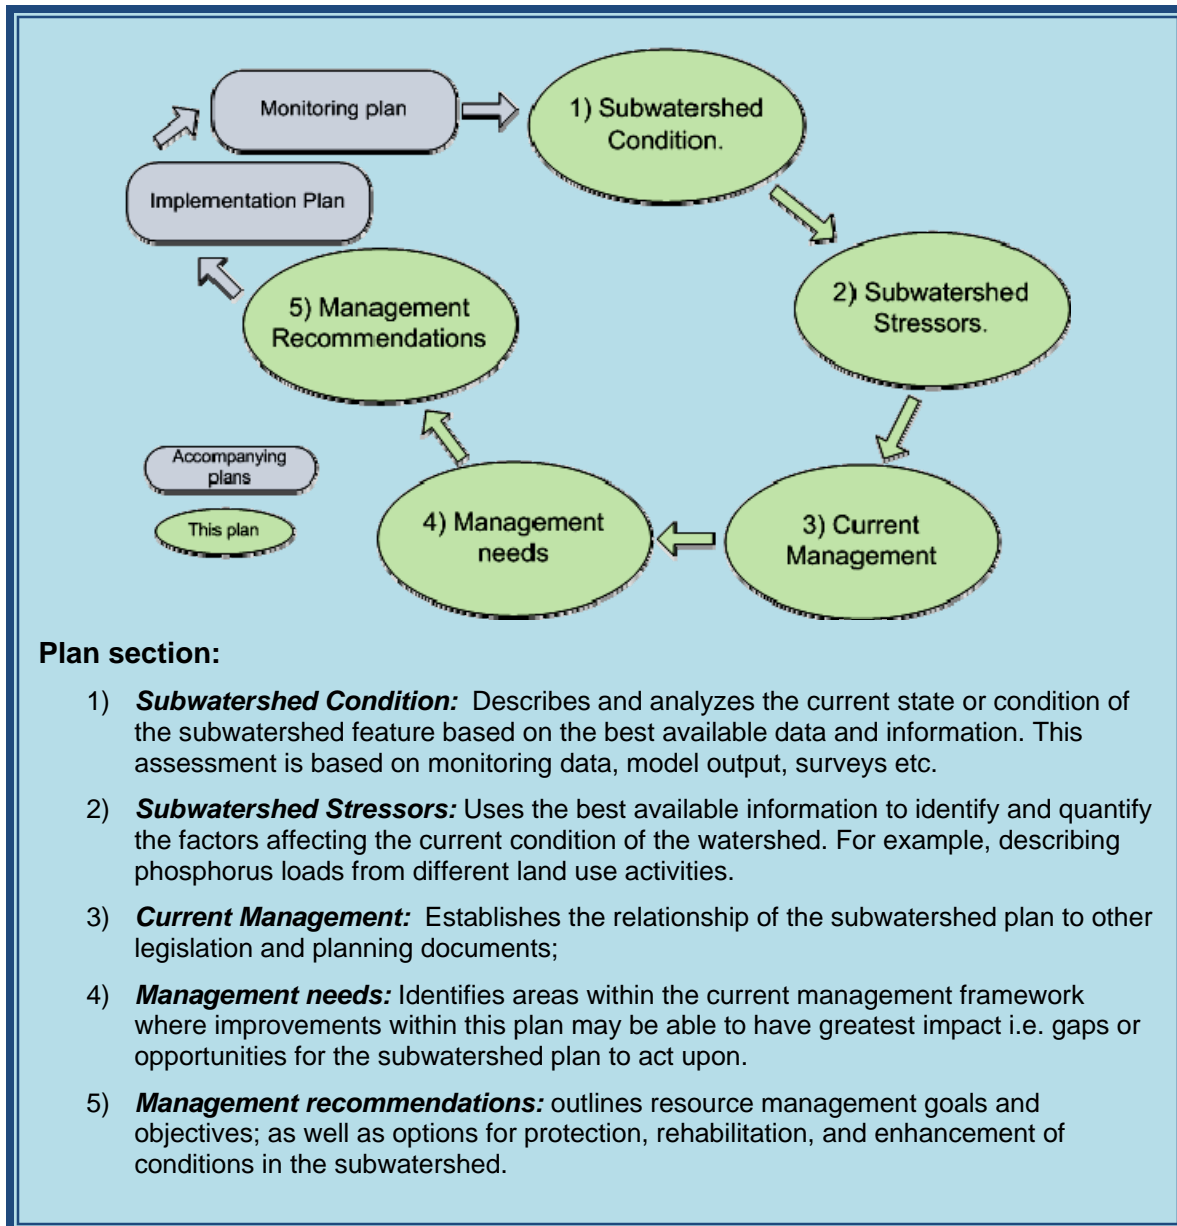 Monitoring plan
1) Subwatershed
Condition.
Implementation Plan
2) Subwatershed
Stressors.
5) Management
Recommendations
Accompanying
plans
This plan
4) Management
needs
3) Current
Management
Plan section:
1) Subwatershed Condition: Describes and analyzes the current state or condition of
the subwatershed feature based on the best available data and information. This
assessment is based on monitoring data, model output, surveys etc.
2) Subwatershed Stressors: Uses the best available information to identify and quantify
the factors affecting the current condition of the watershed. For example, describing
phosphorus loads from different land use activities.
3) Current Management: Establishes the relationship of the subwatershed plan to other
legislation and planning documents;
4) Management needs: Identifies areas within the current management framework
where improvements within this plan may be able to have greatest impact i.e. gaps or
opportunities for the subwatershed plan to act upon.
5) Management recommendations: outlines resource management goals and
objectives; as well as options for protection, rehabilitation, and enhancement of
conditions in the subwatershed.